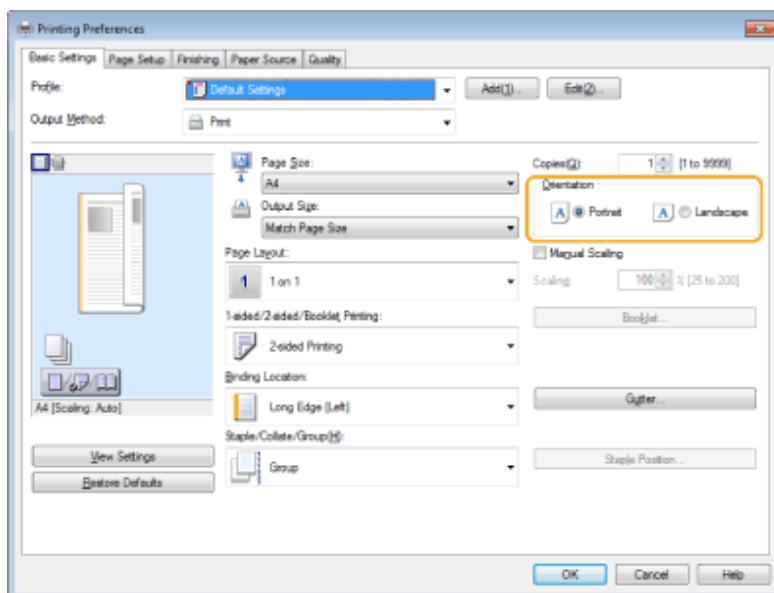 Printing Preferences
Basic Settings Page Setup Finishing Paper Source Quality
Profile: Default Settings Add(1)... Edit(2)...
Output Method: Print
Page Size:
A4
Output Size:
Match Page Size
Page Layout:
1 1 on 1
1-sided/2-sided/Booklet Printing:
2-sided Printing
Binding Location:
Long Edge [Left]
Staple/Collate/Group(H):
Group
A4 [Scaling: Auto]
View Settings
Restore Defaults
Copies(Q): 1 [1 to 9999]
Orientation
A Portrait A Landscape
Manual Scaling
Scaling: 100 % [25 to 200]
Booklet...
Gutter...
Staple Position...
OK Cancel Help